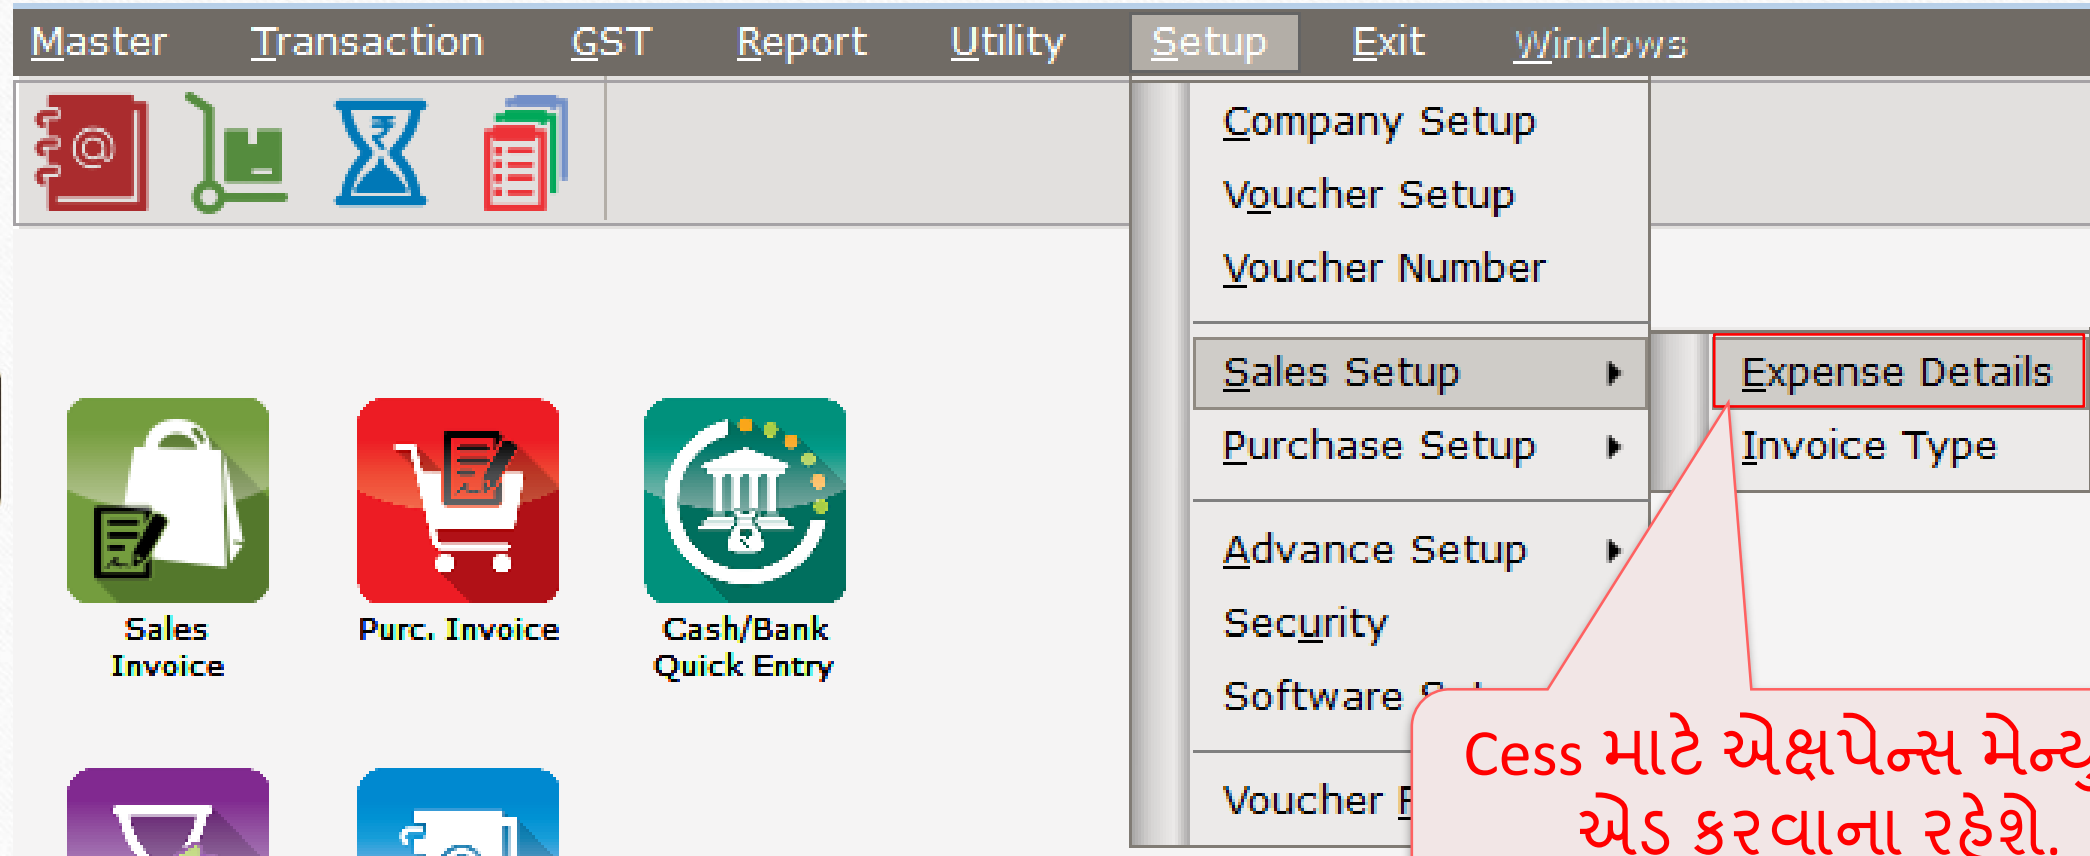 Master Transaction GST Report Utility Setup Exit Windows
Company Setup
Voucher Setup
Voucher Number
Sales Setup
Expense Details
Purchase Setup
Invoice Type
Advance Setup
Security
Software
Voucher
Sales
Invoice
Purc. Invoice
Cash/Bank
Quick Entry
Cess માટે એક્ષપેન્સ મેન્યુ
એડ કરવાના રહેશે.